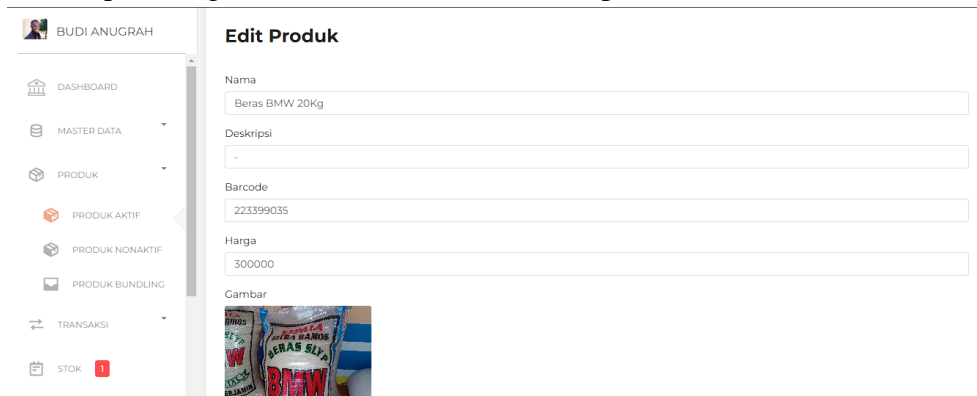 BUDI ANUGRAH
DASHBOARD
MASTER DATA
PRODUK
PRODUK AKTIF
PRODUK NONAKTIF
PRODUK BUNDLING
TRANSAKSI
STOK 1
Edit Produk
Nama
Beras BMW 20Kg
Deskripsi
-
Barcode
223399035
Harga
300000
Gambar
BERAS SLYP
BMW